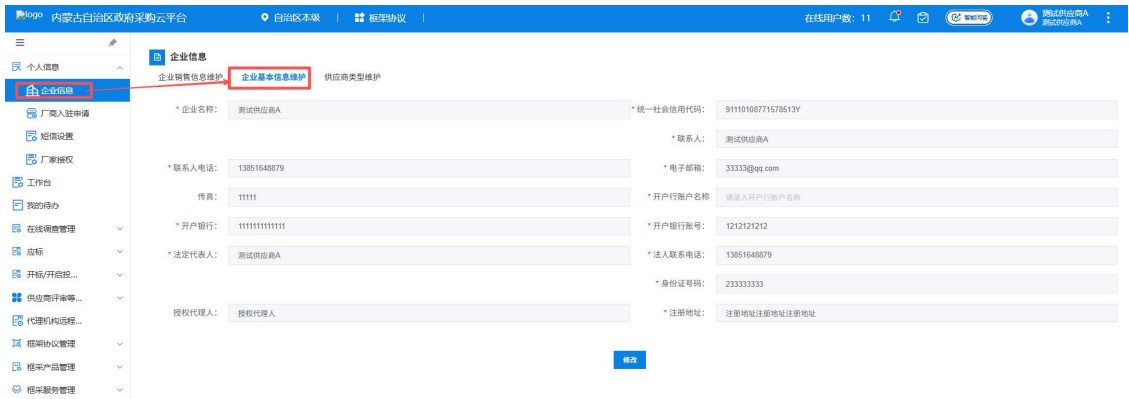 logo 内蒙古自治区政府采购云平台 自治区本级 | 框架协议 | 在线用户数：11 智能问答 测试供应商A
测试供应商A
个人信息
企业信息
厂商入驻申请
短信设置
厂家授权
工作台
我的待办
在线调查管理
应标
开标/开启投...
供应商评审等...
代理机构远程...
框架协议管理
框采产品管理
框采服务管理
企业信息
企业销售信息维护 企业基本信息维护 供应商类型维护
* 企业名称： 测试供应商A * 统一社会信用代码： 91110108771578513Y
* 联系人： 测试供应商A
* 联系人电话： 13851648879 * 电子邮箱： 33333@qq.com
传真： 11111 * 开户行账户名称 请录入开户行账户名称
* 开户银行： 1111111111111 * 开户银行账号： 1212121212
* 法定代表人： 测试供应商A * 法人联系电话： 13851648879
* 身份证号码： 233333333
授权代理人： 授权代理人 * 注册地址： 注册地址注册地址注册地址
修改